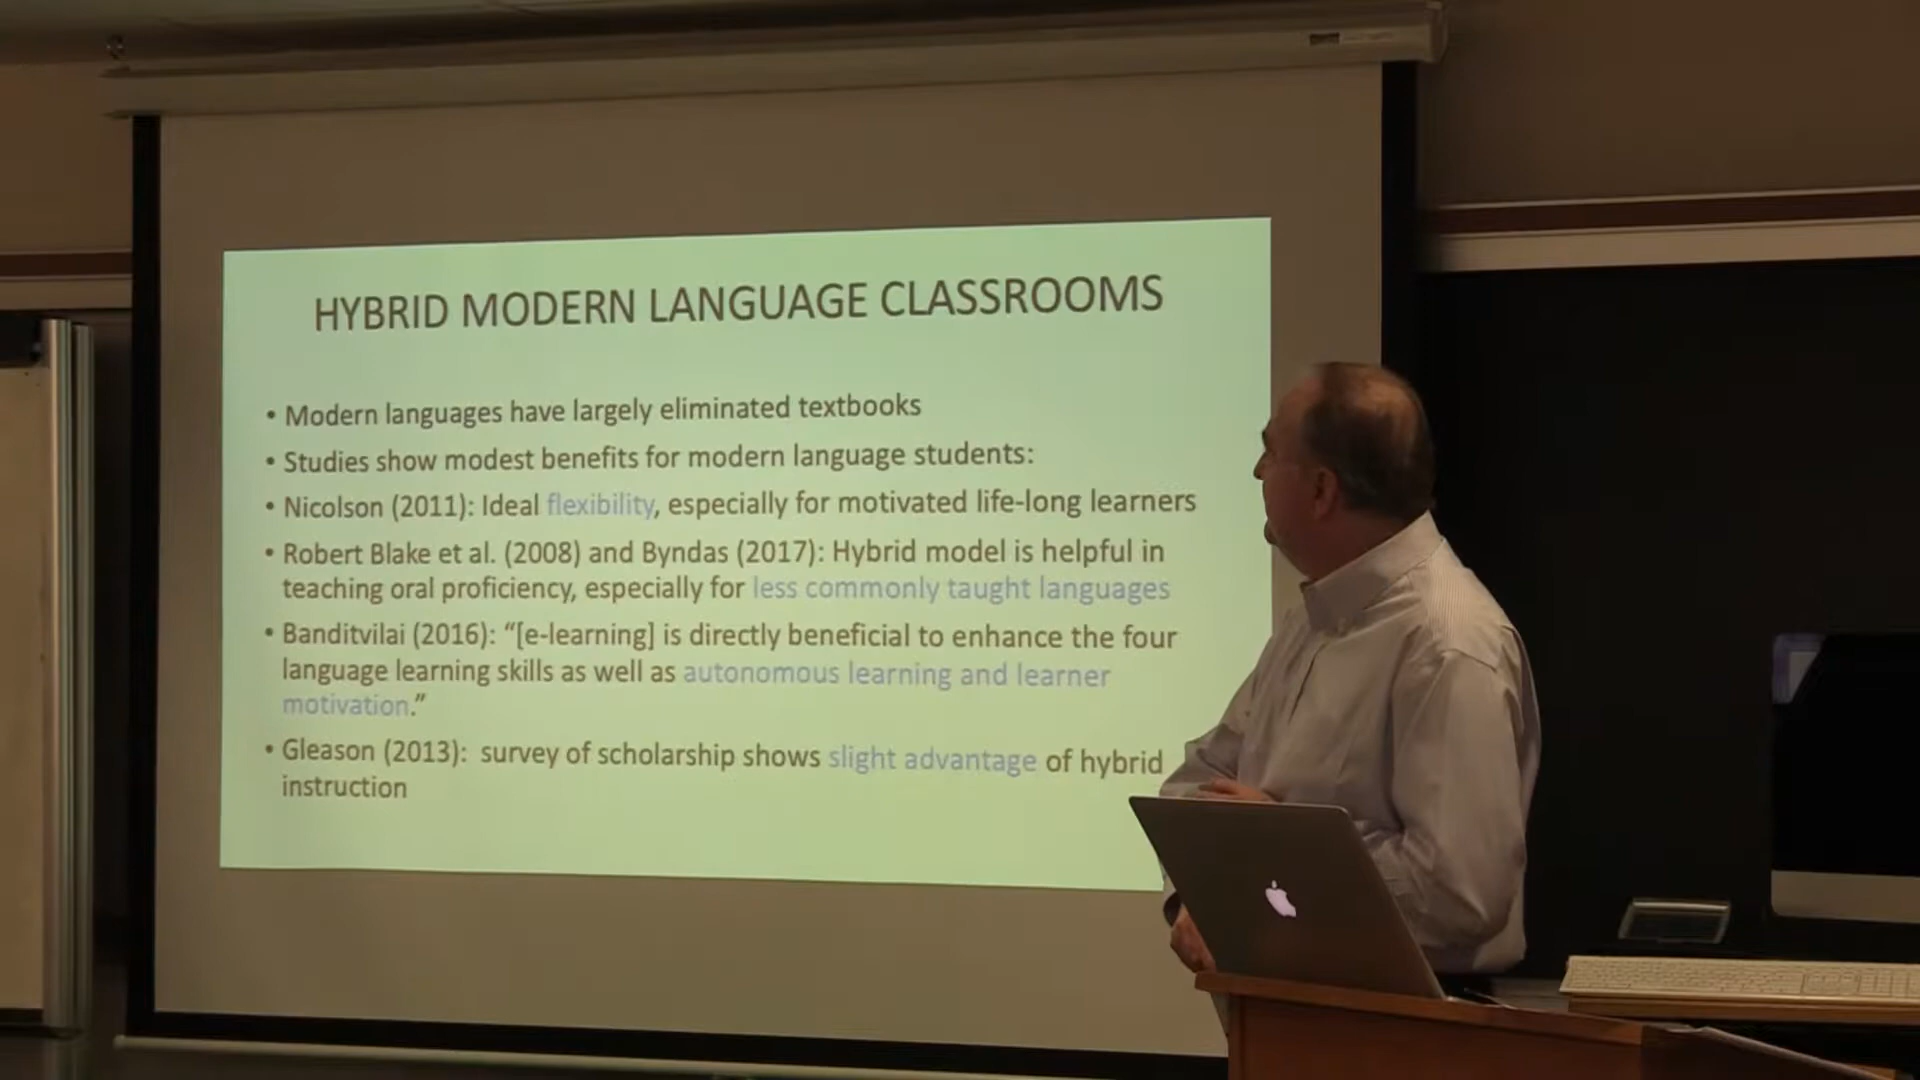 HYBRID MODERN LANGUAGE CLASSROOMS
• Modern languages have largely eliminated textbooks
• Studies show modest benefits for modern language students:
• Nicolson (2011): Ideal flexibility, especially for motivated life-long learners
• Robert Blake et al. (2008) and Byndas (2017): Hybrid model is helpful in
teaching oral proficiency, especially for less commonly taught languages
• Banditvilai (2016): “[e-learning] is directly beneficial to enhance the four
language learning skills as well as autonomous learning and learner
motivation.”
• Gleason (2013): survey of scholarship shows slight advantage of hybrid
instruction